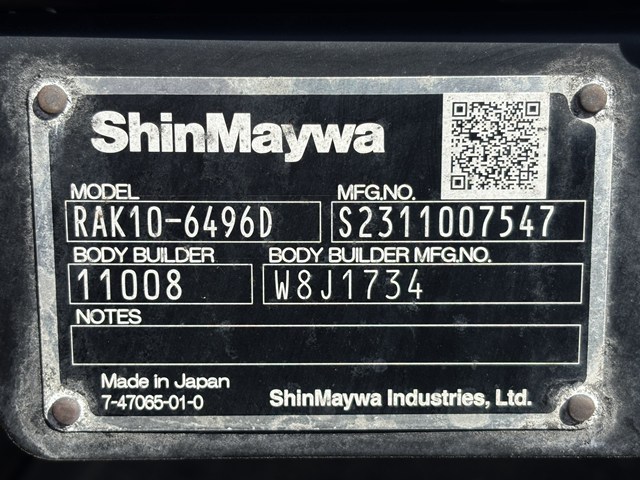 ShinMaywa
MODEL MFG.NO.
RAK10-6496D S2311007547
BODY BUILDER BODY BUILDER MFG.NO.
11008 W8J1734
NOTES
Made in Japan
7-47065-01-0 ShinMaywa Industries, Ltd.